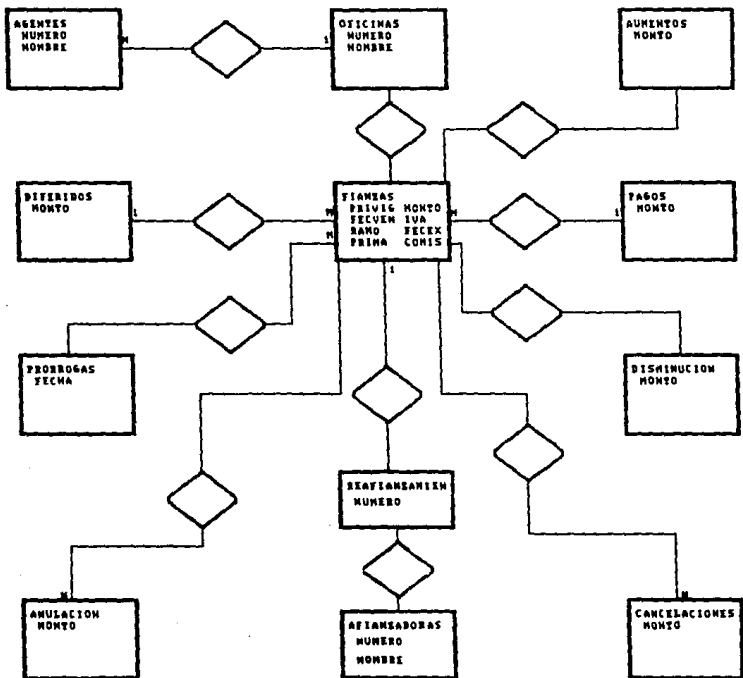 AGENTES
NUMERO
NOMBRE
M
1
OFICINAS
NUMERO
NOMBRE
AUMENTOS
MONTO
DIFERIDOS
MONTO
1
M
M
FIANZAS
PRIVIG MONTO
FECVEN IVA
RAMO FECEX
PRIMA COMIS
M
1
PAGOS
MONTO
1
PRORROGAS
FECHA
DISMINUCION
MONTO
REAFIANZAMIEN
NUMERO
M
ANULACION
MONTO
AFIANZADORAS
NUMERO
NOMBRE
M
CANCELACIONES
MONTO